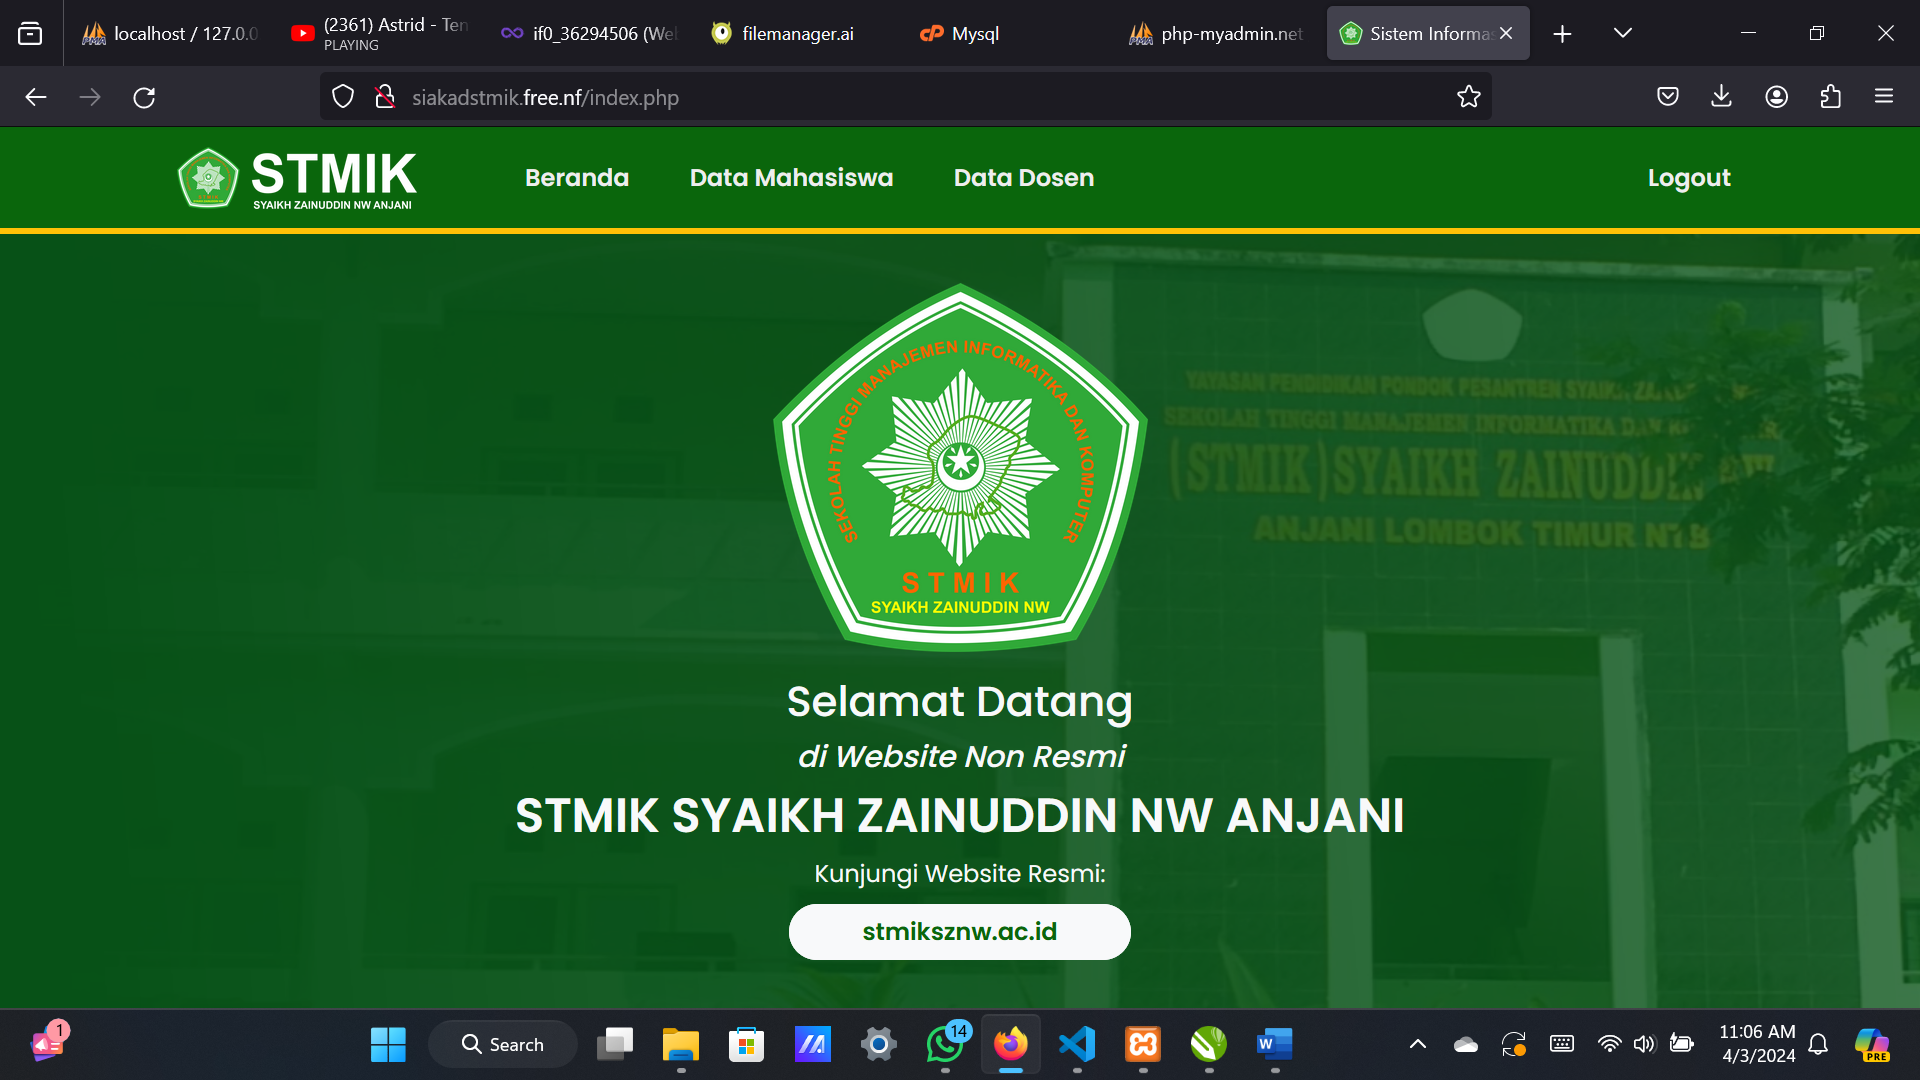 localhost / 127.0.0
(2361) Astrid - Ten
PLAYING
if0_36294506 (Web
filemanager.ai
Mysql
php-myadmin.net
Sistem Informas
siakadstmik.free.nf/index.php
STMIK
SYAIKH ZAINUDDIN NW ANJANI
Beranda
Data Mahasiswa
Data Dosen
Logout
SEKOLAH TINGGI MANAJEMEN INFORMATIKA DAN KOMPUTER
STMIK
SYAIKH ZAINUDDIN NW
YAYASAN PENDIDIKAN PONDOK PESANTREN SYAIKH
SEKOLAH TINGGI MANAJEMEN INFORMATIKA DAN
(STMIK) SYAIKH ZAINUDDIN NW
ANJANI LOMBOK TIMUR NTB
Selamat Datang
di Website Non Resmi
STMIK SYAIKH ZAINUDDIN NW ANJANI
Kunjungi Website Resmi:
stmiksznw.ac.id
1
Search
14
11:06 AM
4/3/2024
PRE